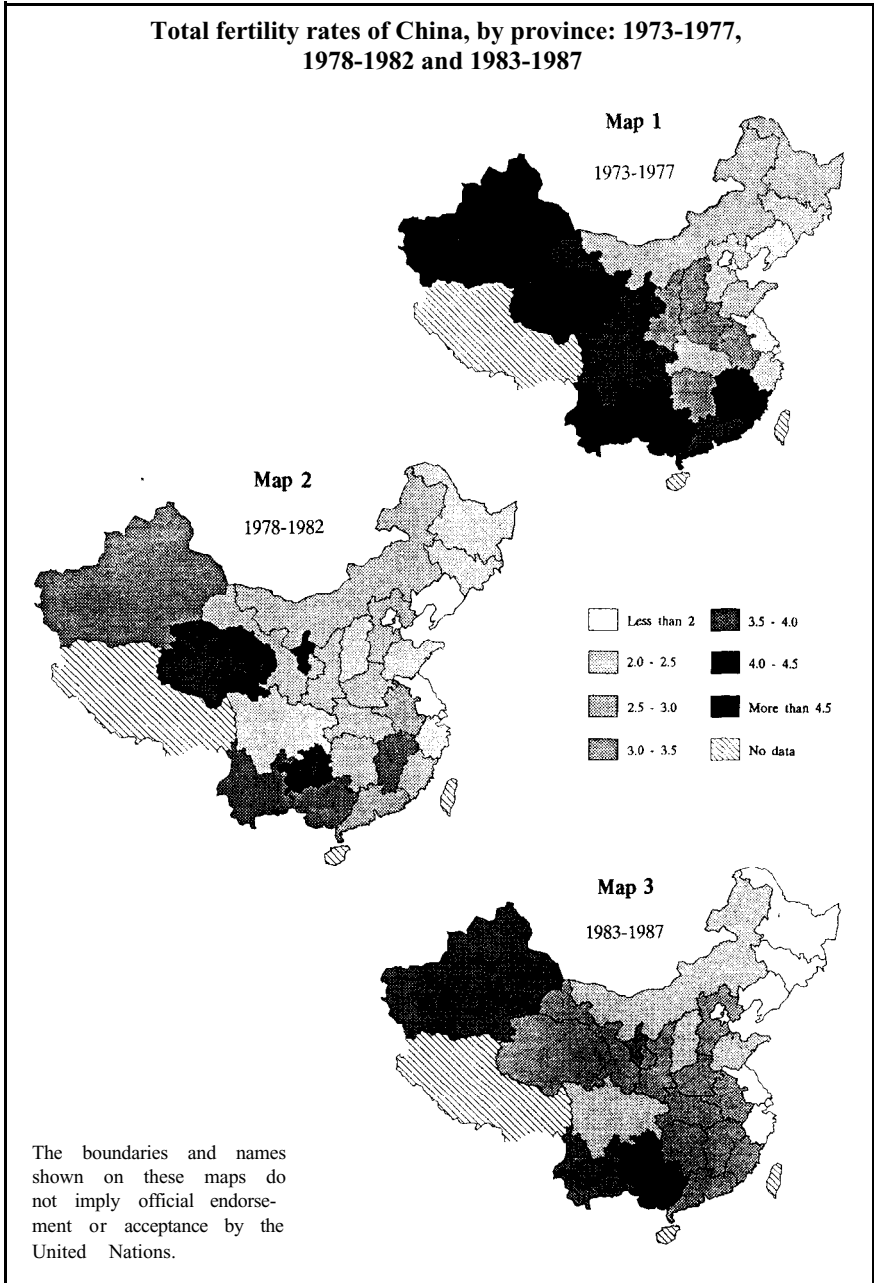 Total fertility rates of China, by province: 1973-1977,
1978-1982 and 1983-1987
Map 1
1973-1977
Map 2
1978-1982
Less than 2
3.5 - 4.0
2.0 - 2.5
4.0 - 4.5
2.5 - 3.0
More than 4.5
3.0 - 3.5
No data
Map 3
1983-1987
The boundaries and names
shown on these maps do
not imply official endorse-
ment or acceptance by the
United Nations.